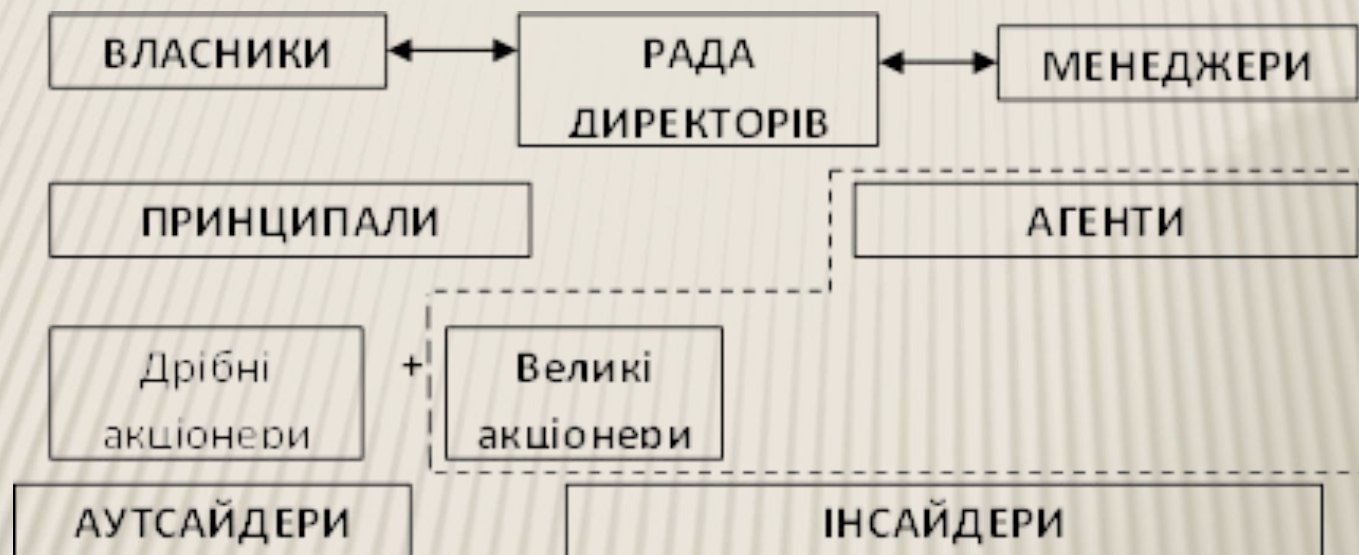 ВЛАСНИКИ
РАДА
ДИРЕКТОРІВ
МЕНЕДЖЕРИ
ПРИНЦИПАЛИ
АГЕНТИ
Дрібні
акціонери
+
Великі
акціонери
АУТСАЙДЕРИ
ІНСАЙДЕРИ